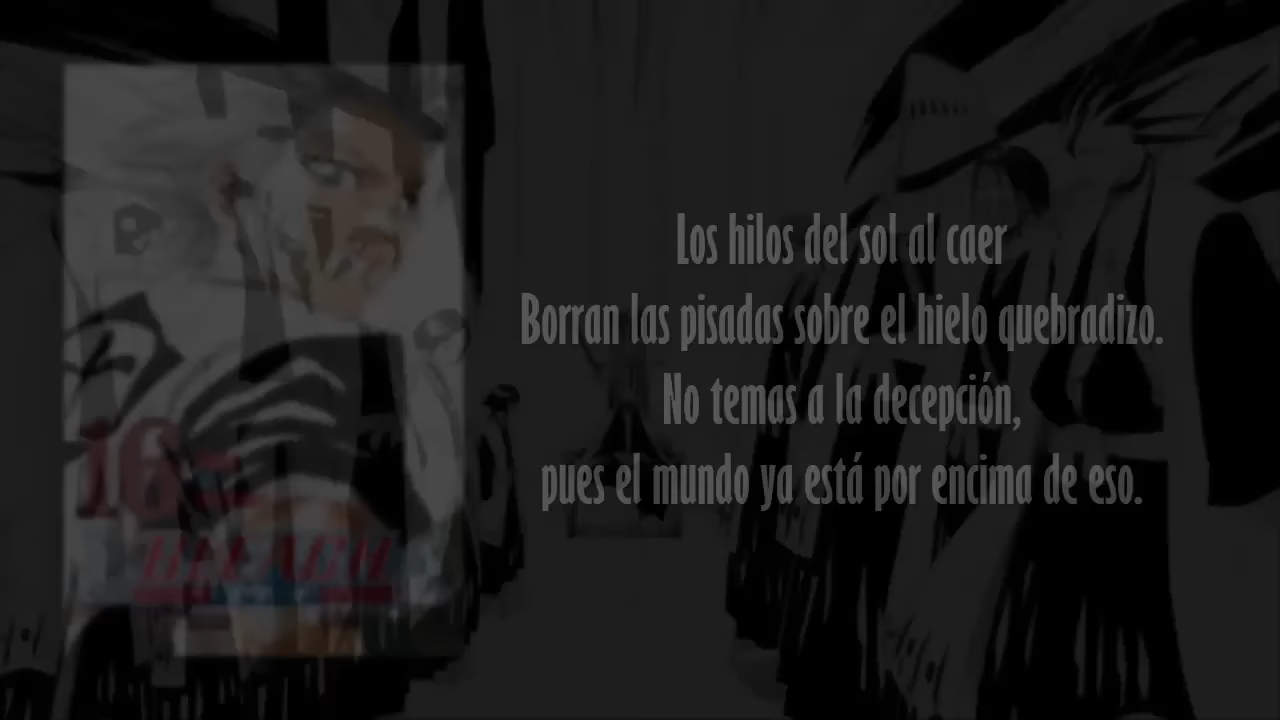 Los hilos del sol al caer
Borran las pisadas sobre el hielo quebradizo.
No temas a la decepción,
pues el mundo ya está por encima de eso.
16
BLEACH